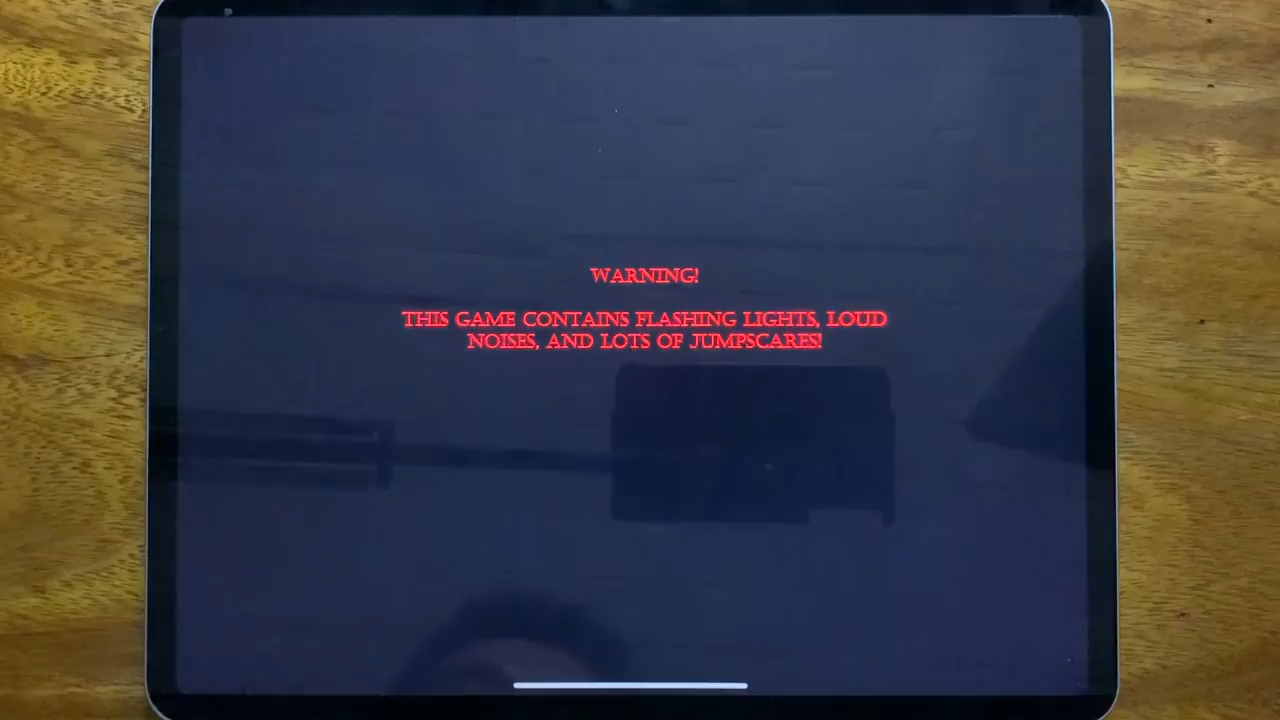 WARNING!
THIS GAME CONTAINS FLASHING LIGHTS, LOUD
NOISES, AND LOTS OF JUMPSCARES!